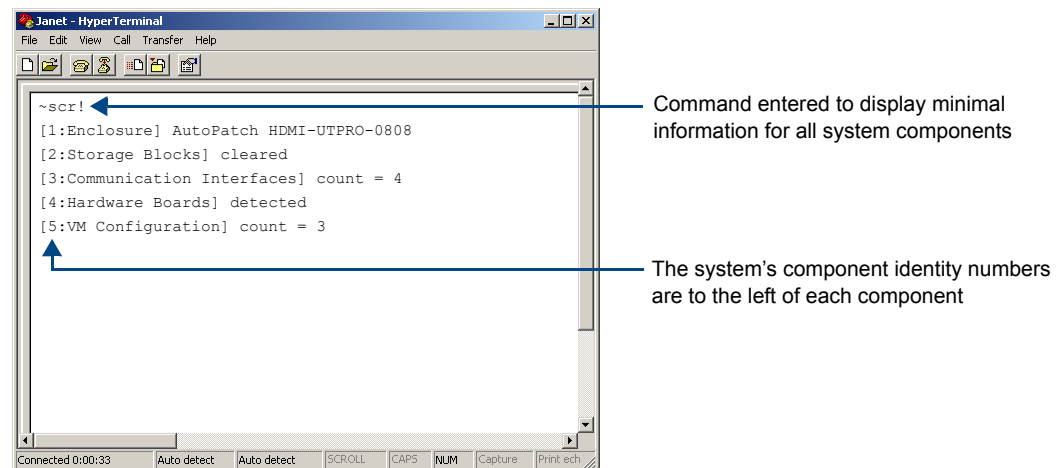 Janet - HyperTerminal
File Edit View Call Transfer Help
~scr!
[1:Enclosure] AutoPatch HDMI-UTPRO-0808
[2:Storage Blocks] cleared
[3:Communication Interfaces] count = 4
[4:Hardware Boards] detected
[5:VM Configuration] count = 3
Command entered to display minimal
information for all system components
The system's component identity numbers
are to the left of each component
Connected 0:00:33 Auto detect Auto detect SCROLL CAPS NUM Capture Print ech